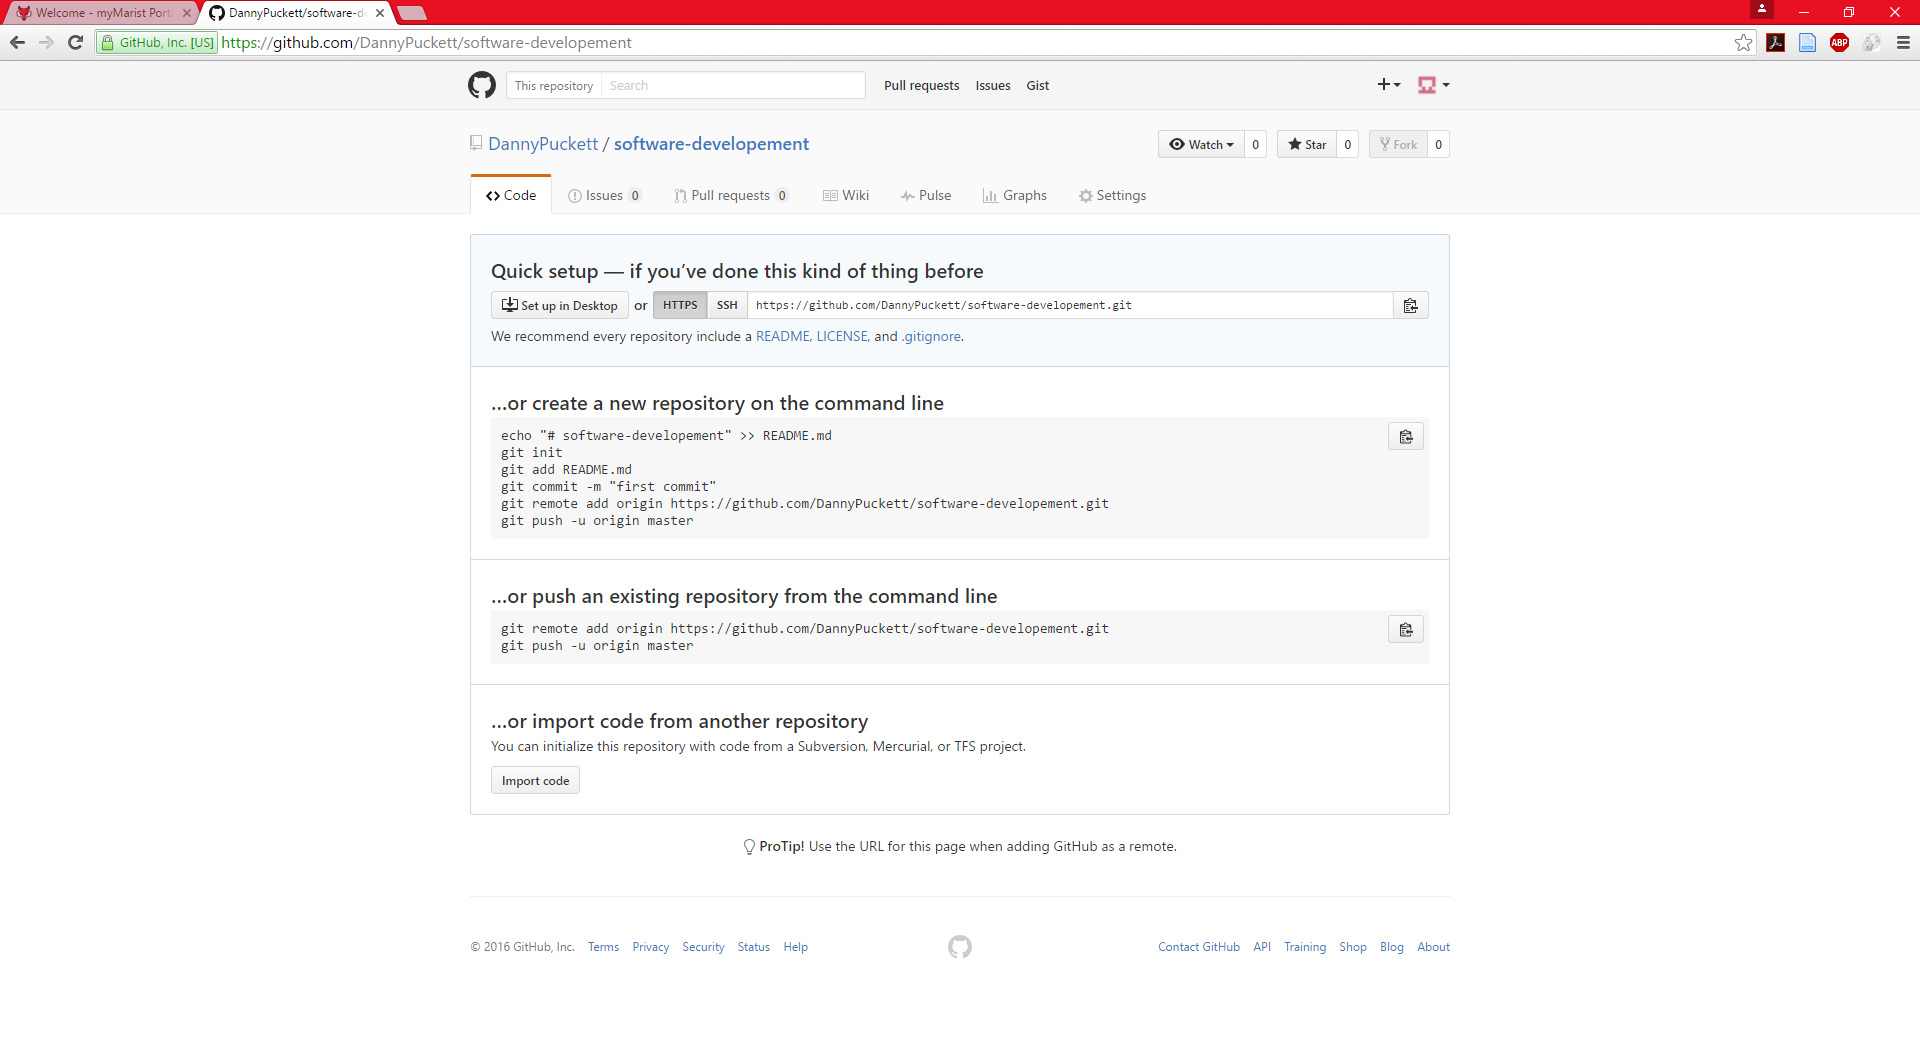 Welcome - myMarist Port
DannyPuckett/software-de
GitHub, Inc. [US] https://github.com/DannyPuckett/software-developement
ABP
This repository Search Pull requests Issues Gist
DannyPuckett / software-developement
Watch 0 Star 0 Fork 0
Code Issues 0 Pull requests 0 Wiki Pulse Graphs Settings
Quick setup — if you’ve done this kind of thing before
Set up in Desktop or HTTPS SSH https://github.com/DannyPuckett/software-developement.git
We recommend every repository include a README, LICENSE, and .gitignore.
…or create a new repository on the command line
echo "# software-developement" >> README.md
git init
git add README.md
git commit -m "first commit"
git remote add origin https://github.com/DannyPuckett/software-developement.git
git push -u origin master
…or push an existing repository from the command line
git remote add origin https://github.com/DannyPuckett/software-developement.git
git push -u origin master
…or import code from another repository
You can initialize this repository with code from a Subversion, Mercurial, or TFS project.
Import code
ProTip! Use the URL for this page when adding GitHub as a remote.
© 2016 GitHub, Inc. Terms Privacy Security Status Help
Contact GitHub API Training Shop Blog About